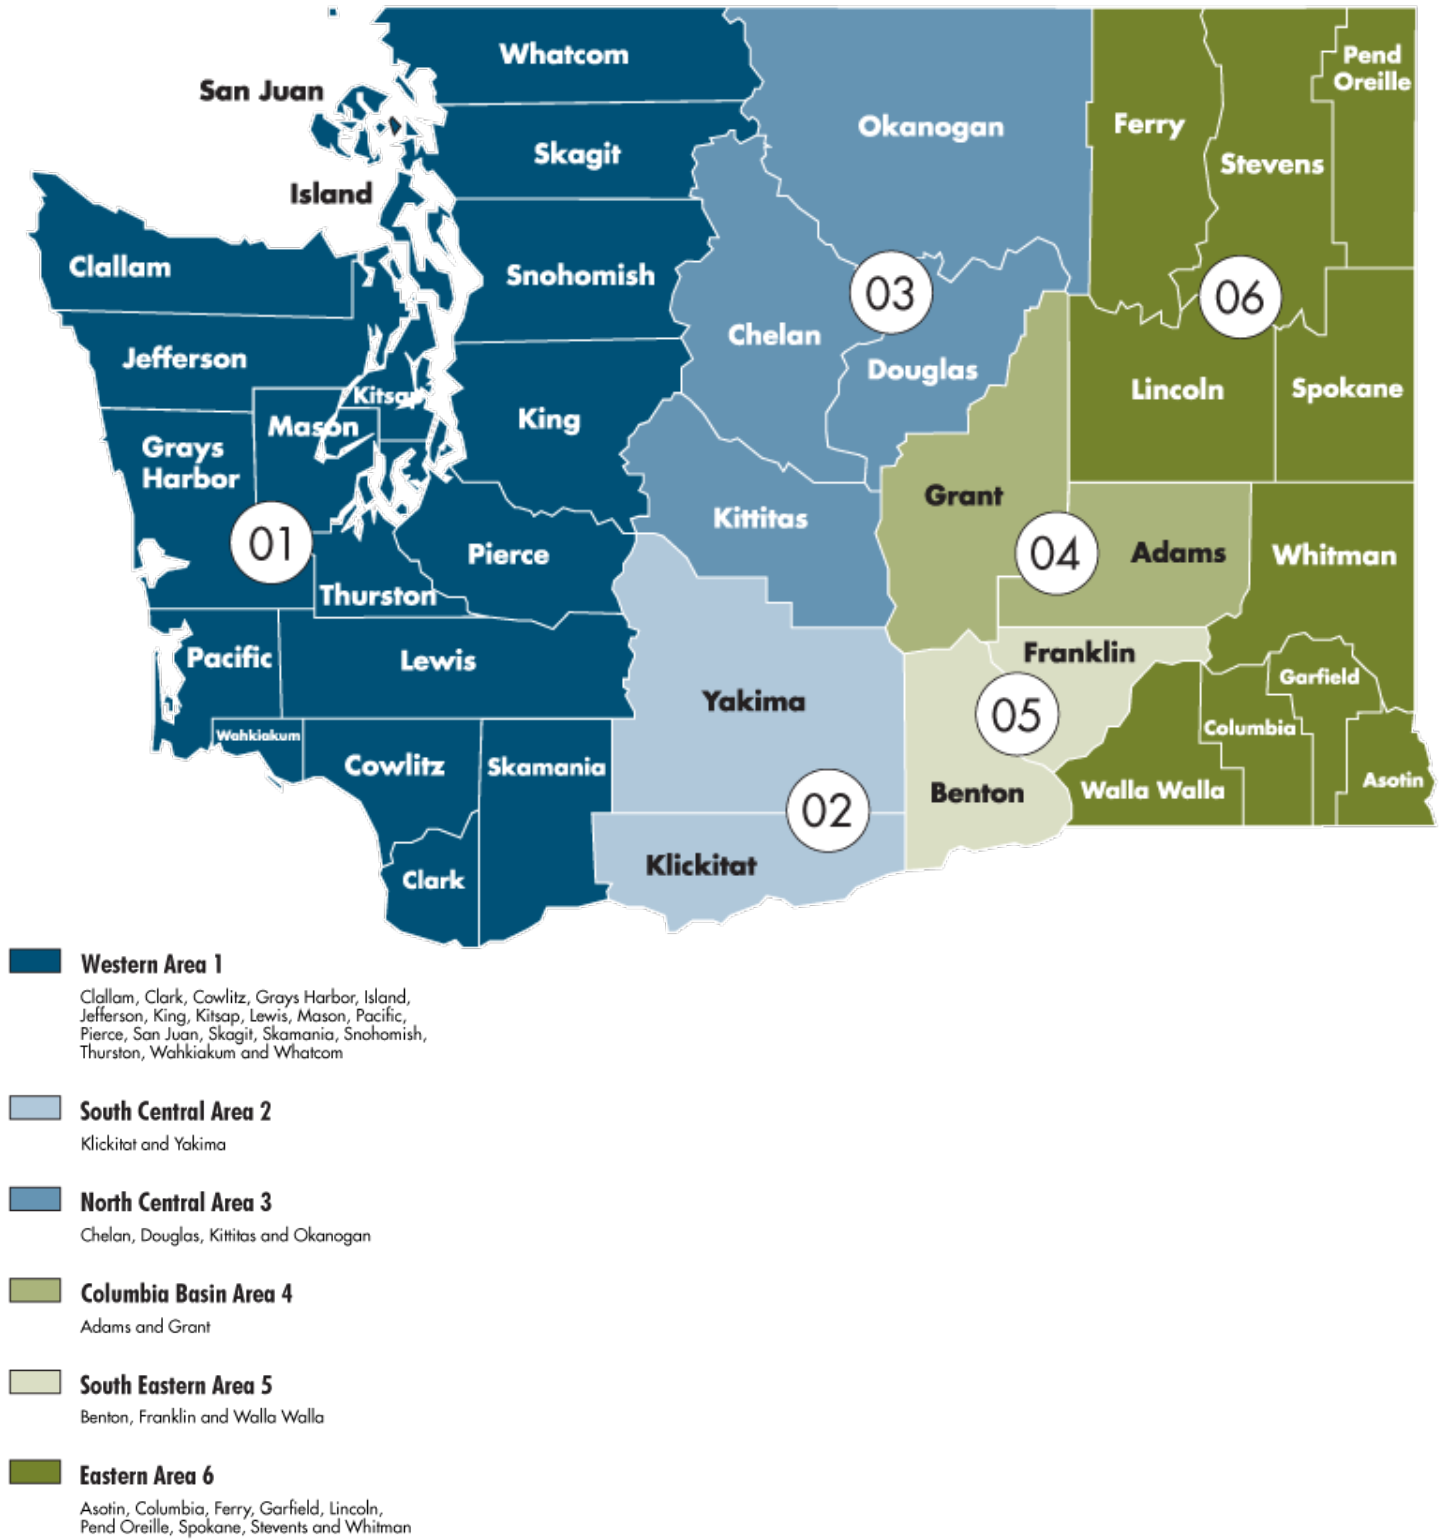 Whatcom
San Juan
Pend
Oreille
Okanogan
Ferry
Skagit
Stevens
Island
Clallam
Snohomish
03
06
Chelan
Jefferson
Douglas
Lincoln
Spokane
Kitsap
King
Mason
Grays
Harbor
Grant
Kittitas
01
Pierce
04
Adams
Whitman
Thurston
Franklin
Pacific
Lewis
Garfield
Yakima
05
Columbia
Wahkiakum
Cowlitz
Skamania
Asotin
Walla Walla
Benton
02
Klickitat
Clark
Western Area 1
Clallam, Clark, Cowlitz, Grays Harbor, Island,
Jefferson, King, Kitsap, Lewis, Mason, Pacific,
Pierce, San Juan, Skagit, Skamania, Snohomish,
Thurston, Wahkiakum and Whatcom
South Central Area 2
Klickitat and Yakima
North Central Area 3
Chelan, Douglas, Kittitas and Okanogan
Columbia Basin Area 4
Adams and Grant
South Eastern Area 5
Benton, Franklin and Walla Walla
Eastern Area 6
Asotin, Columbia, Ferry, Garfield, Lincoln,
Pend Oreille, Spokane, Stevents and Whitman